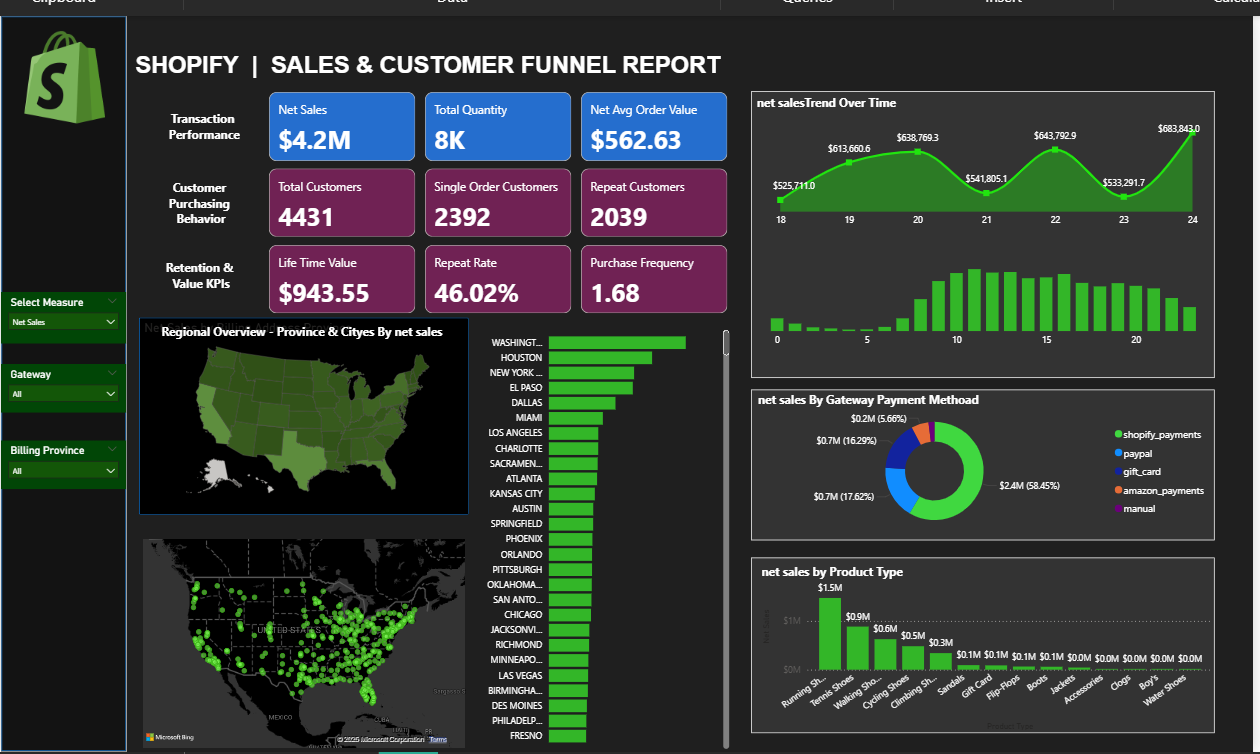 Clipboard
Data
Queries
Insert
SHOPIFY | SALES & CUSTOMER FUNNEL REPORT
Transaction
Performance
Net Sales
$4.2M
Total Quantity
8K
Net Avg Order Value
$562.63
Customer
Purchasing
Behavior
Total Customers
4431
Single Order Customers
2392
Repeat Customers
2039
Retention &
Value KPIs
Life Time Value
$943.55
Repeat Rate
46.02%
Purchase Frequency
1.68
Select Measure
Net Sales
Gateway
All
Billing Province
All
Regional Overview - Province & Cityes By net sales
UNITED STATES
MEXICO
CUBA
Microsoft Bing
© 2025 Microsoft Corporation Terms
WASHINGT...
HOUSTON
NEW YORK ...
EL PASO
DALLAS
MIAMI
LOS ANGELES
CHARLOTTE
SACRAMEN...
ATLANTA
KANSAS CITY
AUSTIN
SPRINGFIELD
PHOENIX
ORLANDO
PITTSBURGH
OKLAHOMA...
SAN ANTO...
CHICAGO
JACKSONVI...
RICHMOND
MINNEAPO...
LAS VEGAS
BIRMINGHA...
DES MOINES
PHILADELP...
FRESNO
net salesTrend Over Time
$525,711.0
$613,660.6
$638,769.3
$541,805.1
$643,792.9
$533,291.7
$683,843.0
18 19 20 21 22 23 24
0 5 10 15 20
net sales By Gateway Payment Methoad
$0.2M (5.66%)
$0.7M (16.29%)
$0.7M (17.62%)
$2.4M (58.45%)
shopify_payments
paypal
gift_card
amazon_payments
manual
net sales by Product Type
$1M
$0M
$1.5M
$0.9M
$0.6M
$0.5M
$0.3M
$0.1M
$0.1M
$0.1M
$0.1M
$0.0M
$0.0M
$0.0M
$0.0M
$0.0M
Running Sh...
Tennis Shoes
Walking Sho...
Cycling Shoes
Climbing Sh...
Sandals
Gift Card
Flip-Flops
Boots
Jackets
Accessories
Clogs
Boy's
Water Shoes
Product Type